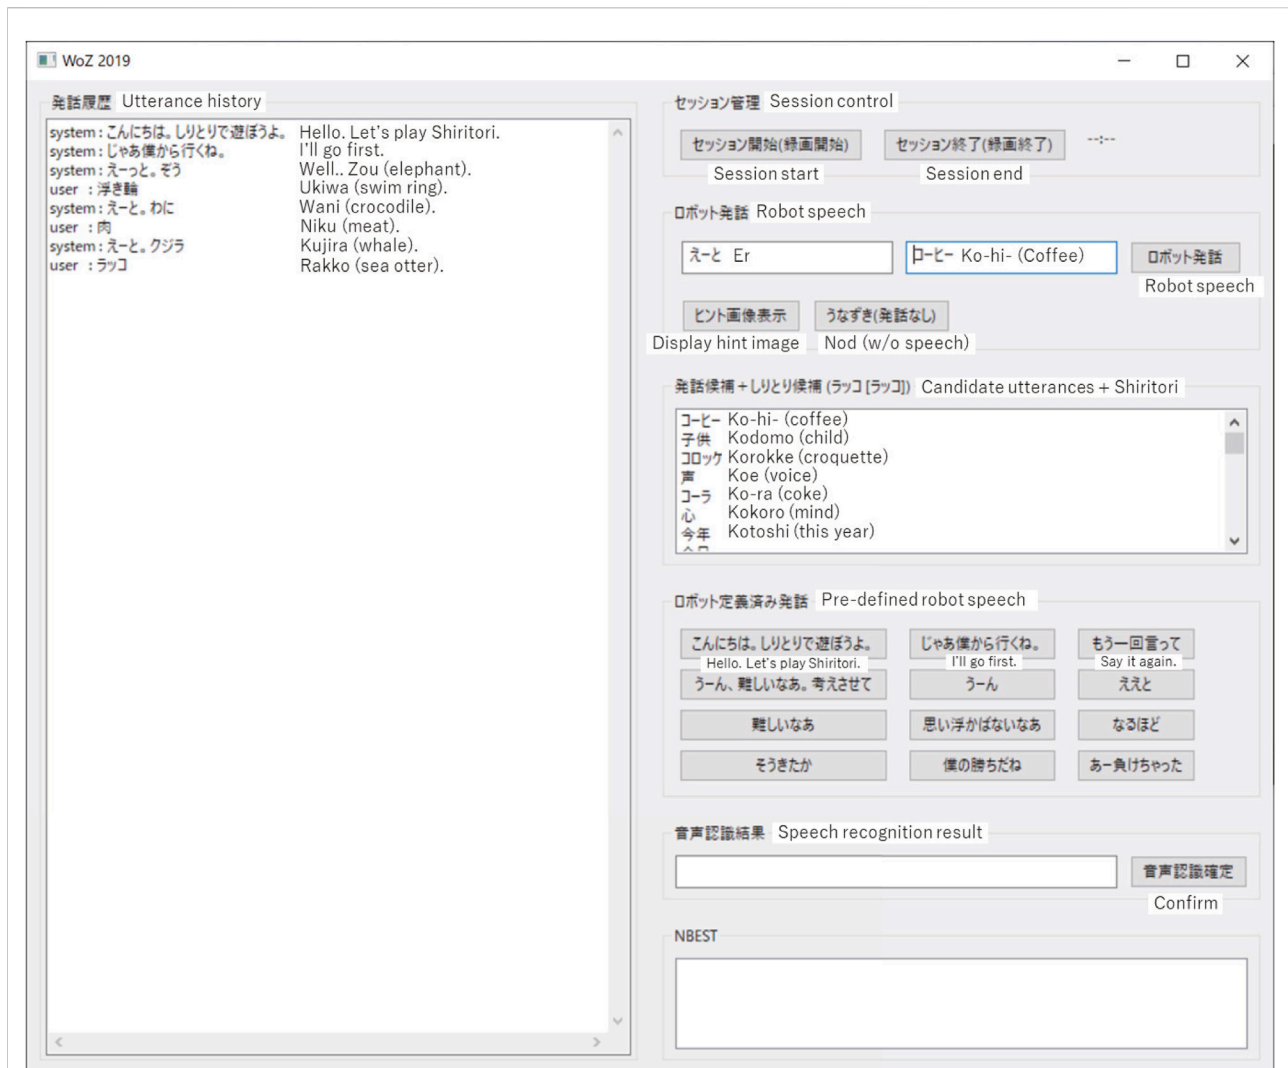 WoZ 2019
発話履歴 Utterance history
system : こんにちは。しりとりで遊ぼうよ。 Hello. Let's play Shiritori.
system : じゃあ僕から行くね。 I'll go first.
system : えーっと。ぞう Well.. Zou (elephant).
user : 浮き輪 Ukiwa (swim ring).
system : えーと。わに Wani (crocodile).
user : 肉 Niku (meat).
system : えーと。クジラ Kujira (whale).
user : ラッコ Rakko (sea otter).
セッション管理 Session control
セッション開始(録画開始) セッション終了(録画終了) --:--
Session start Session end
ロボット発話 Robot speech
えーと Er コーヒー Ko-hi- (Coffee) ロボット発話
Robot speech
ヒント画像表示 うなずき(発話なし)
Display hint image Nod (w/o speech)
発話候補+しりとり候補 (ラッコ [ラッコ]) Candidate utterances + Shiritori
コーヒー Ko-hi- (coffee)
子供 Kodomo (child)
コロッケ Korokke (croquette)
声 Koe (voice)
コーラ Ko-ra (coke)
心 Kokoro (mind)
今年 Kotoshi (this year)
ロボット定義済み発話 Pre-defined robot speech
こんにちは。しりとりで遊ぼうよ。 じゃあ僕から行くね。 もう一回言って
Hello. Let's play Shiritori. I'll go first. Say it again.
うーん、難しいなあ。考えさせて うーん ええと
難しいなあ 思い浮かばないなあ なるほど
そうきたか 僕の勝ちだね あー負けちゃった
音声認識結果 Speech recognition result
音声認識確定
Confirm
NBEST